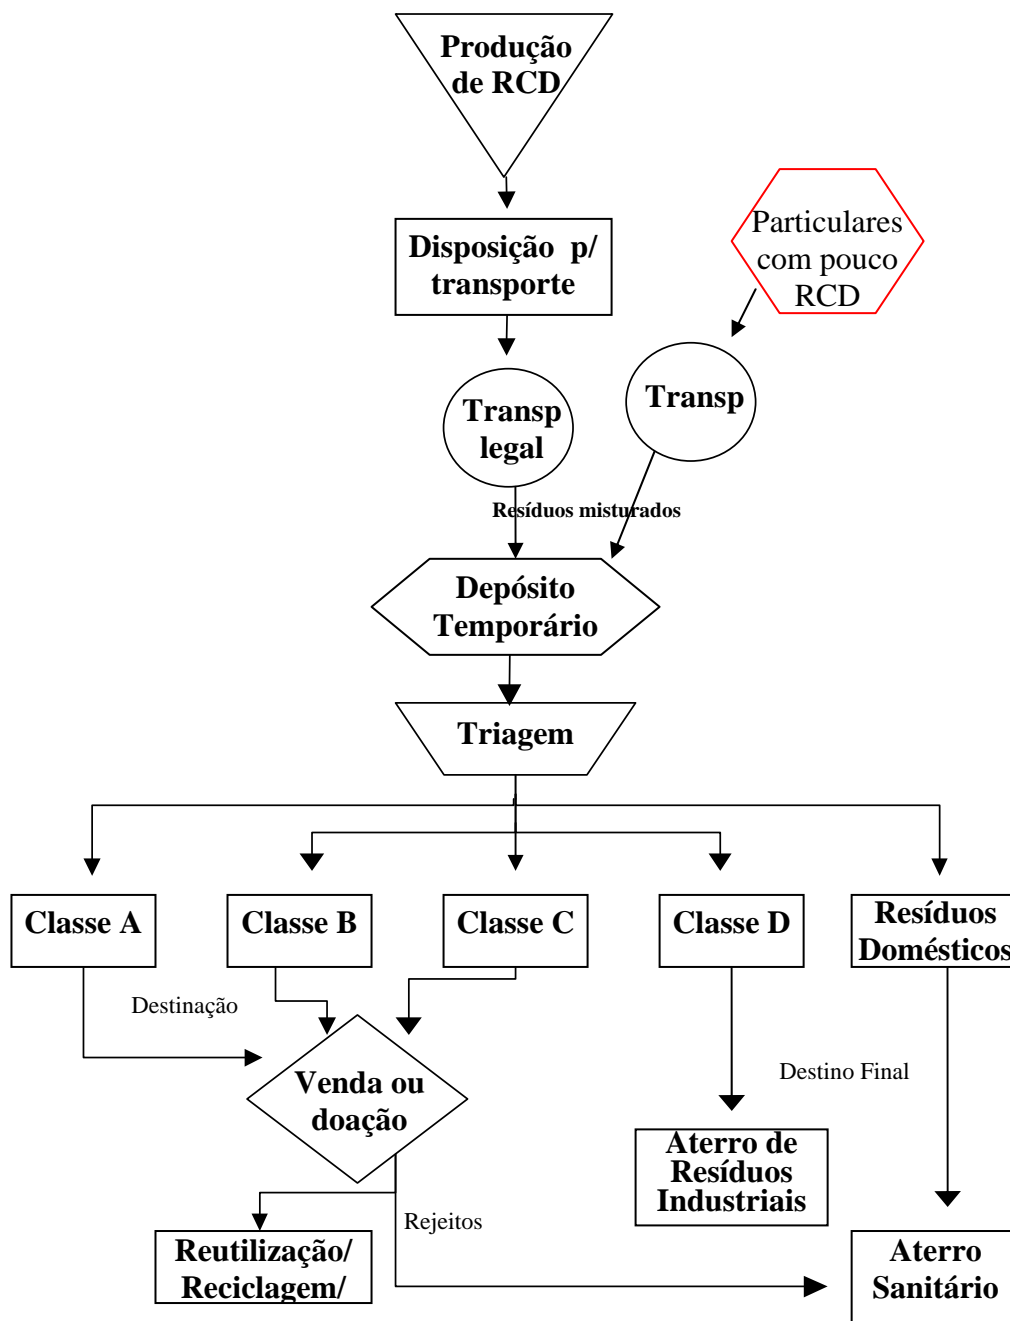 Produção
de RCD
Disposição p/
transporte
Particulares
com pouco
RCD
Transp
legal
Transp
Resíduos misturados
Depósito
Temporário
Triagem
Classe A
Classe B
Classe C
Classe D
Resíduos
Domésticos
Destinação
Venda ou
doação
Destino Final
Aterro de
Resíduos
Industriais
Rejeitos
Reutilização/
Reciclagem/
Aterro
Sanitário